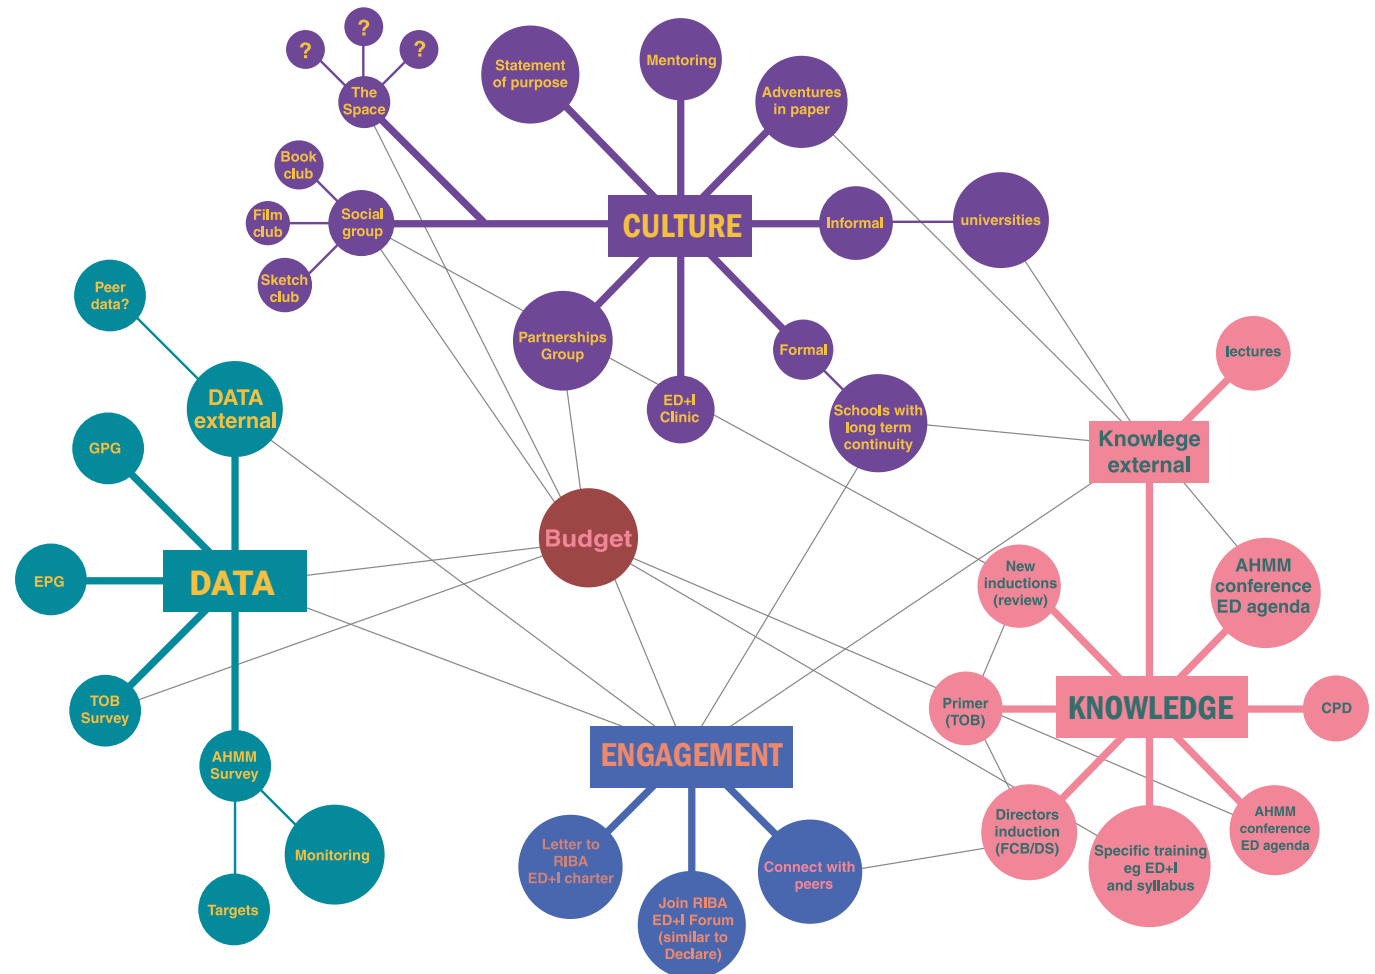 ?
?
?
The
Space
Statement
of purpose
Mentoring
Adventures
in paper
Book
club
Film
club
Sketch
club
Social
group
CULTURE
Informal
universities
Partnerships
Group
ED+I
Clinic
Formal
Schools with
long term
continuity
Peer
data?
DATA
external
GPG
EPG
DATA
TOB
Survey
AHMM
Survey
Monitoring
Targets
Budget
lectures
Knowlege
external
New
inductions
(review)
AHMM
conference
ED agenda
Primer
(TOB)
KNOWLEDGE
CPD
Directors
induction
(FCB/DS)
Specific training
eg ED+I
and syllabus
AHMM
conference
ED agenda
ENGAGEMENT
Letter to
RIBA
ED+I charter
Join RIBA
ED+I Forum
(similar to
Declare)
Connect with
peers